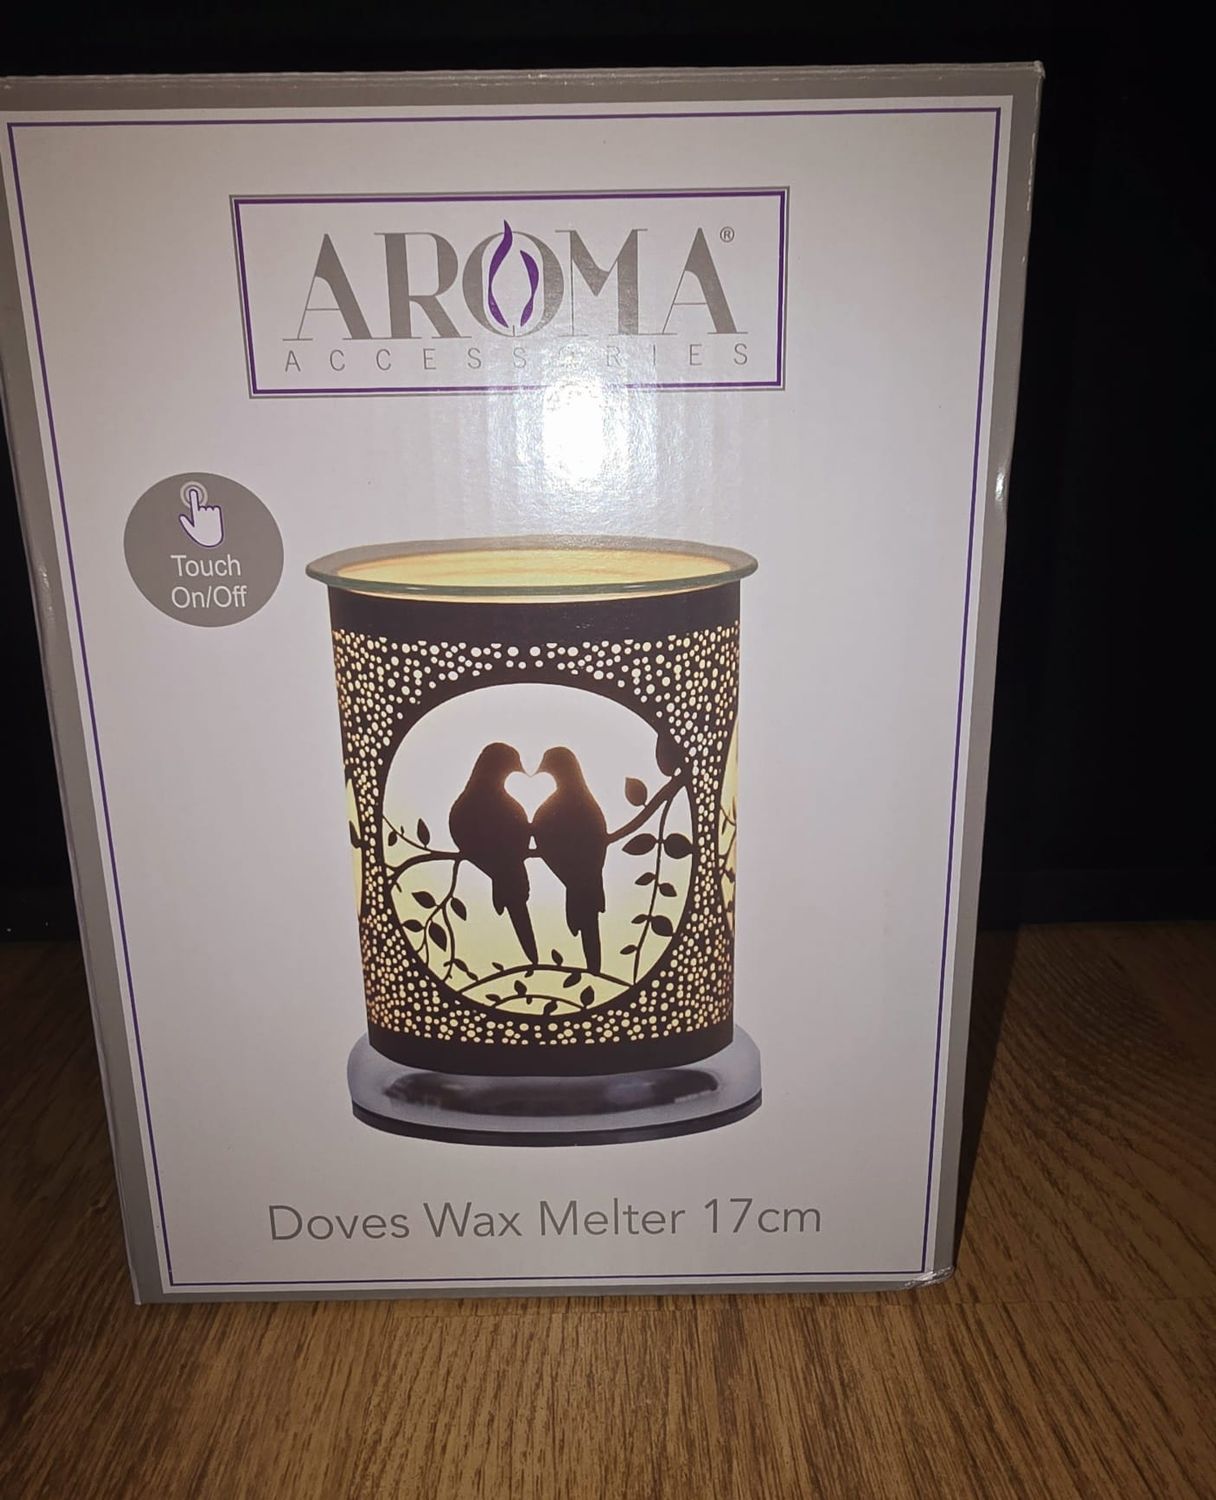 AROMA®
ACCESSORIES
Touch
On/Off
Doves Wax Melter 17cm